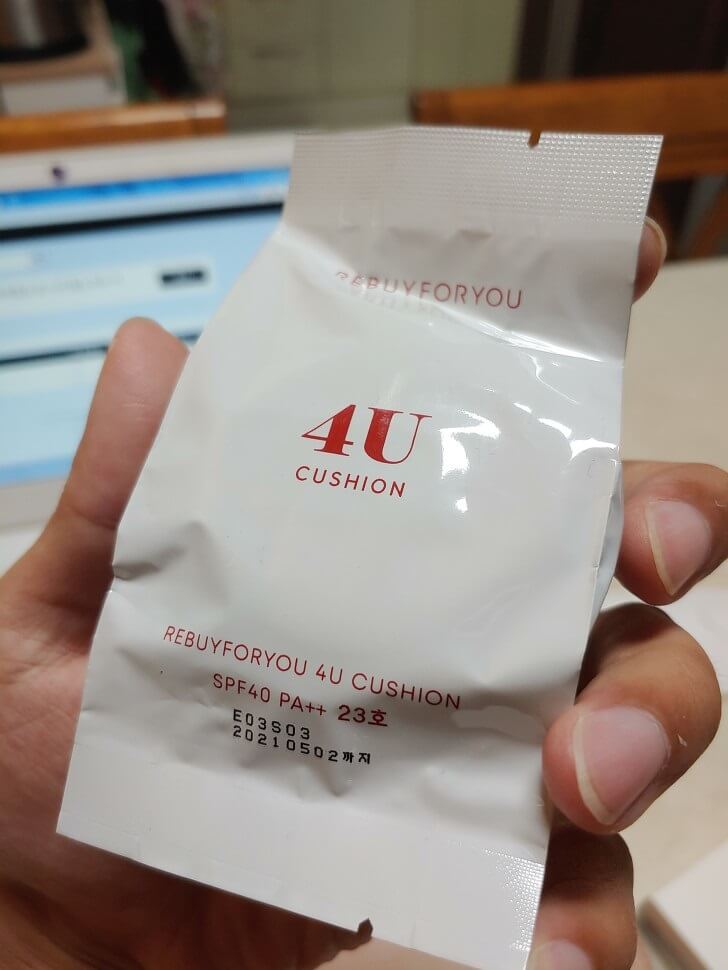 REBUYFORYOU
4U
CUSHION
REBUYFORYOU 4U CUSHION
SPF40 PA++ 23호
E03S03
20210502까지